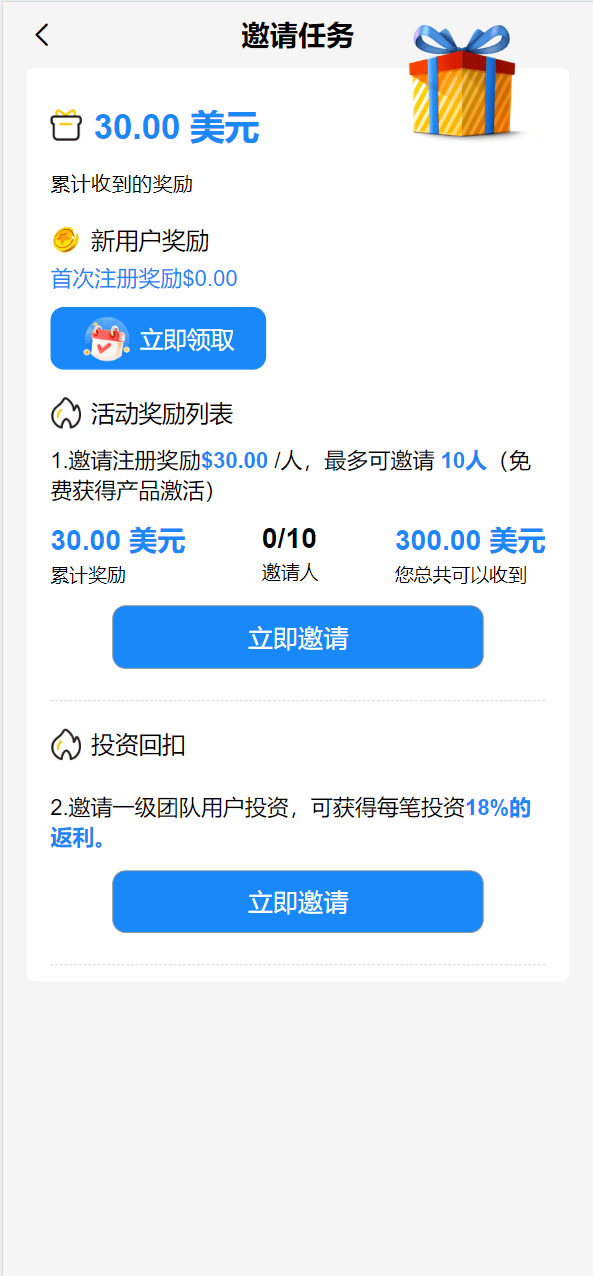 邀请任务
30.00 美元
累计收到的奖励
新用户奖励
首次注册奖励$0.00
立即领取
活动奖励列表
1.邀请注册奖励$30.00 /人，最多可邀请 10人（免
费获得产品激活）
30.00 美元 0/10 300.00 美元
累计奖励 邀请人 您总共可以收到
立即邀请
投资回扣
2.邀请一级团队用户投资，可获得每笔投资18%的
返利。
立即邀请